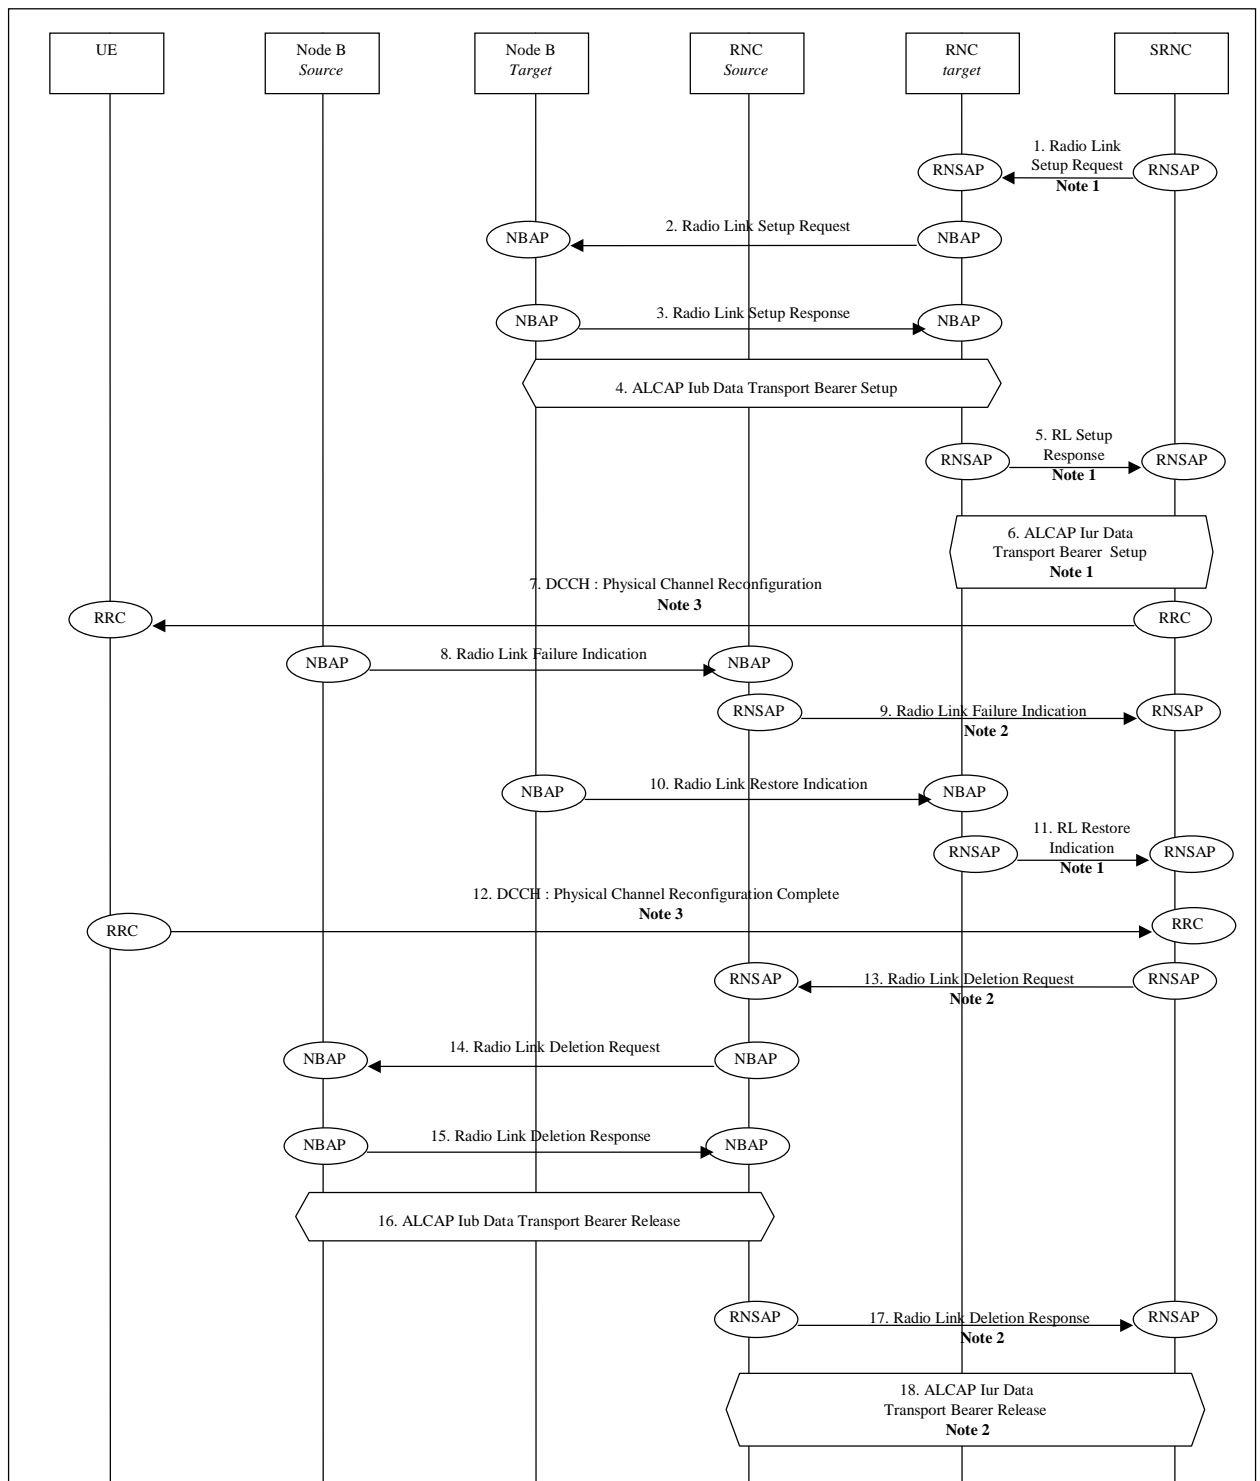 UE
Node B
Source
Node B
Target
RNC
Source
RNC
target
SRNC
1. Radio Link
Setup Request
Note 1
RNSAP
RNSAP
2. Radio Link Setup Request
NBAP
NBAP
3. Radio Link Setup Response
NBAP
NBAP
4. ALCAP Iub Data Transport Bearer Setup
5. RL Setup
Response
Note 1
RNSAP
RNSAP
6. ALCAP Iur Data
Transport Bearer Setup
Note 1
7. DCCH : Physical Channel Reconfiguration
Note 3
RRC
RRC
8. Radio Link Failure Indication
NBAP
NBAP
RNSAP
9. Radio Link Failure Indication
Note 2
RNSAP
10. Radio Link Restore Indication
NBAP
NBAP
11. RL Restore
Indication
Note 1
RNSAP
RNSAP
12. DCCH : Physical Channel Reconfiguration Complete
Note 3
RRC
RRC
RNSAP
13. Radio Link Deletion Request
Note 2
RNSAP
14. Radio Link Deletion Request
NBAP
NBAP
15. Radio Link Deletion Response
NBAP
NBAP
16. ALCAP Iub Data Transport Bearer Release
RNSAP
17. Radio Link Deletion Response
Note 2
RNSAP
18. ALCAP Iur Data
Transport Bearer Release
Note 2